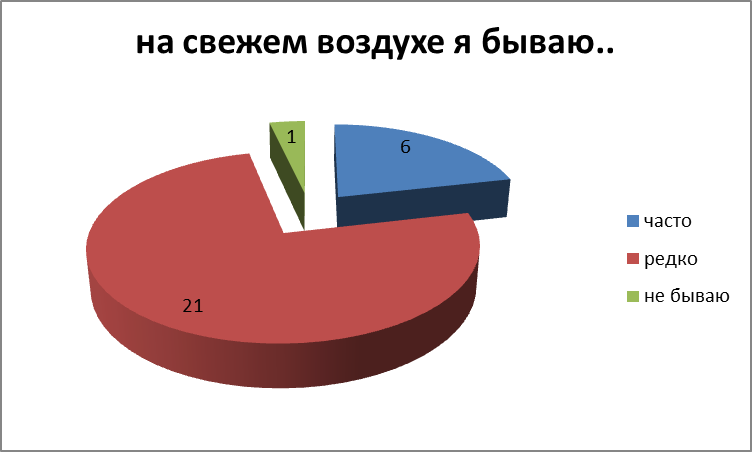 на свежем воздухе я бываю..
1
6
21
часто
редко
не бываю